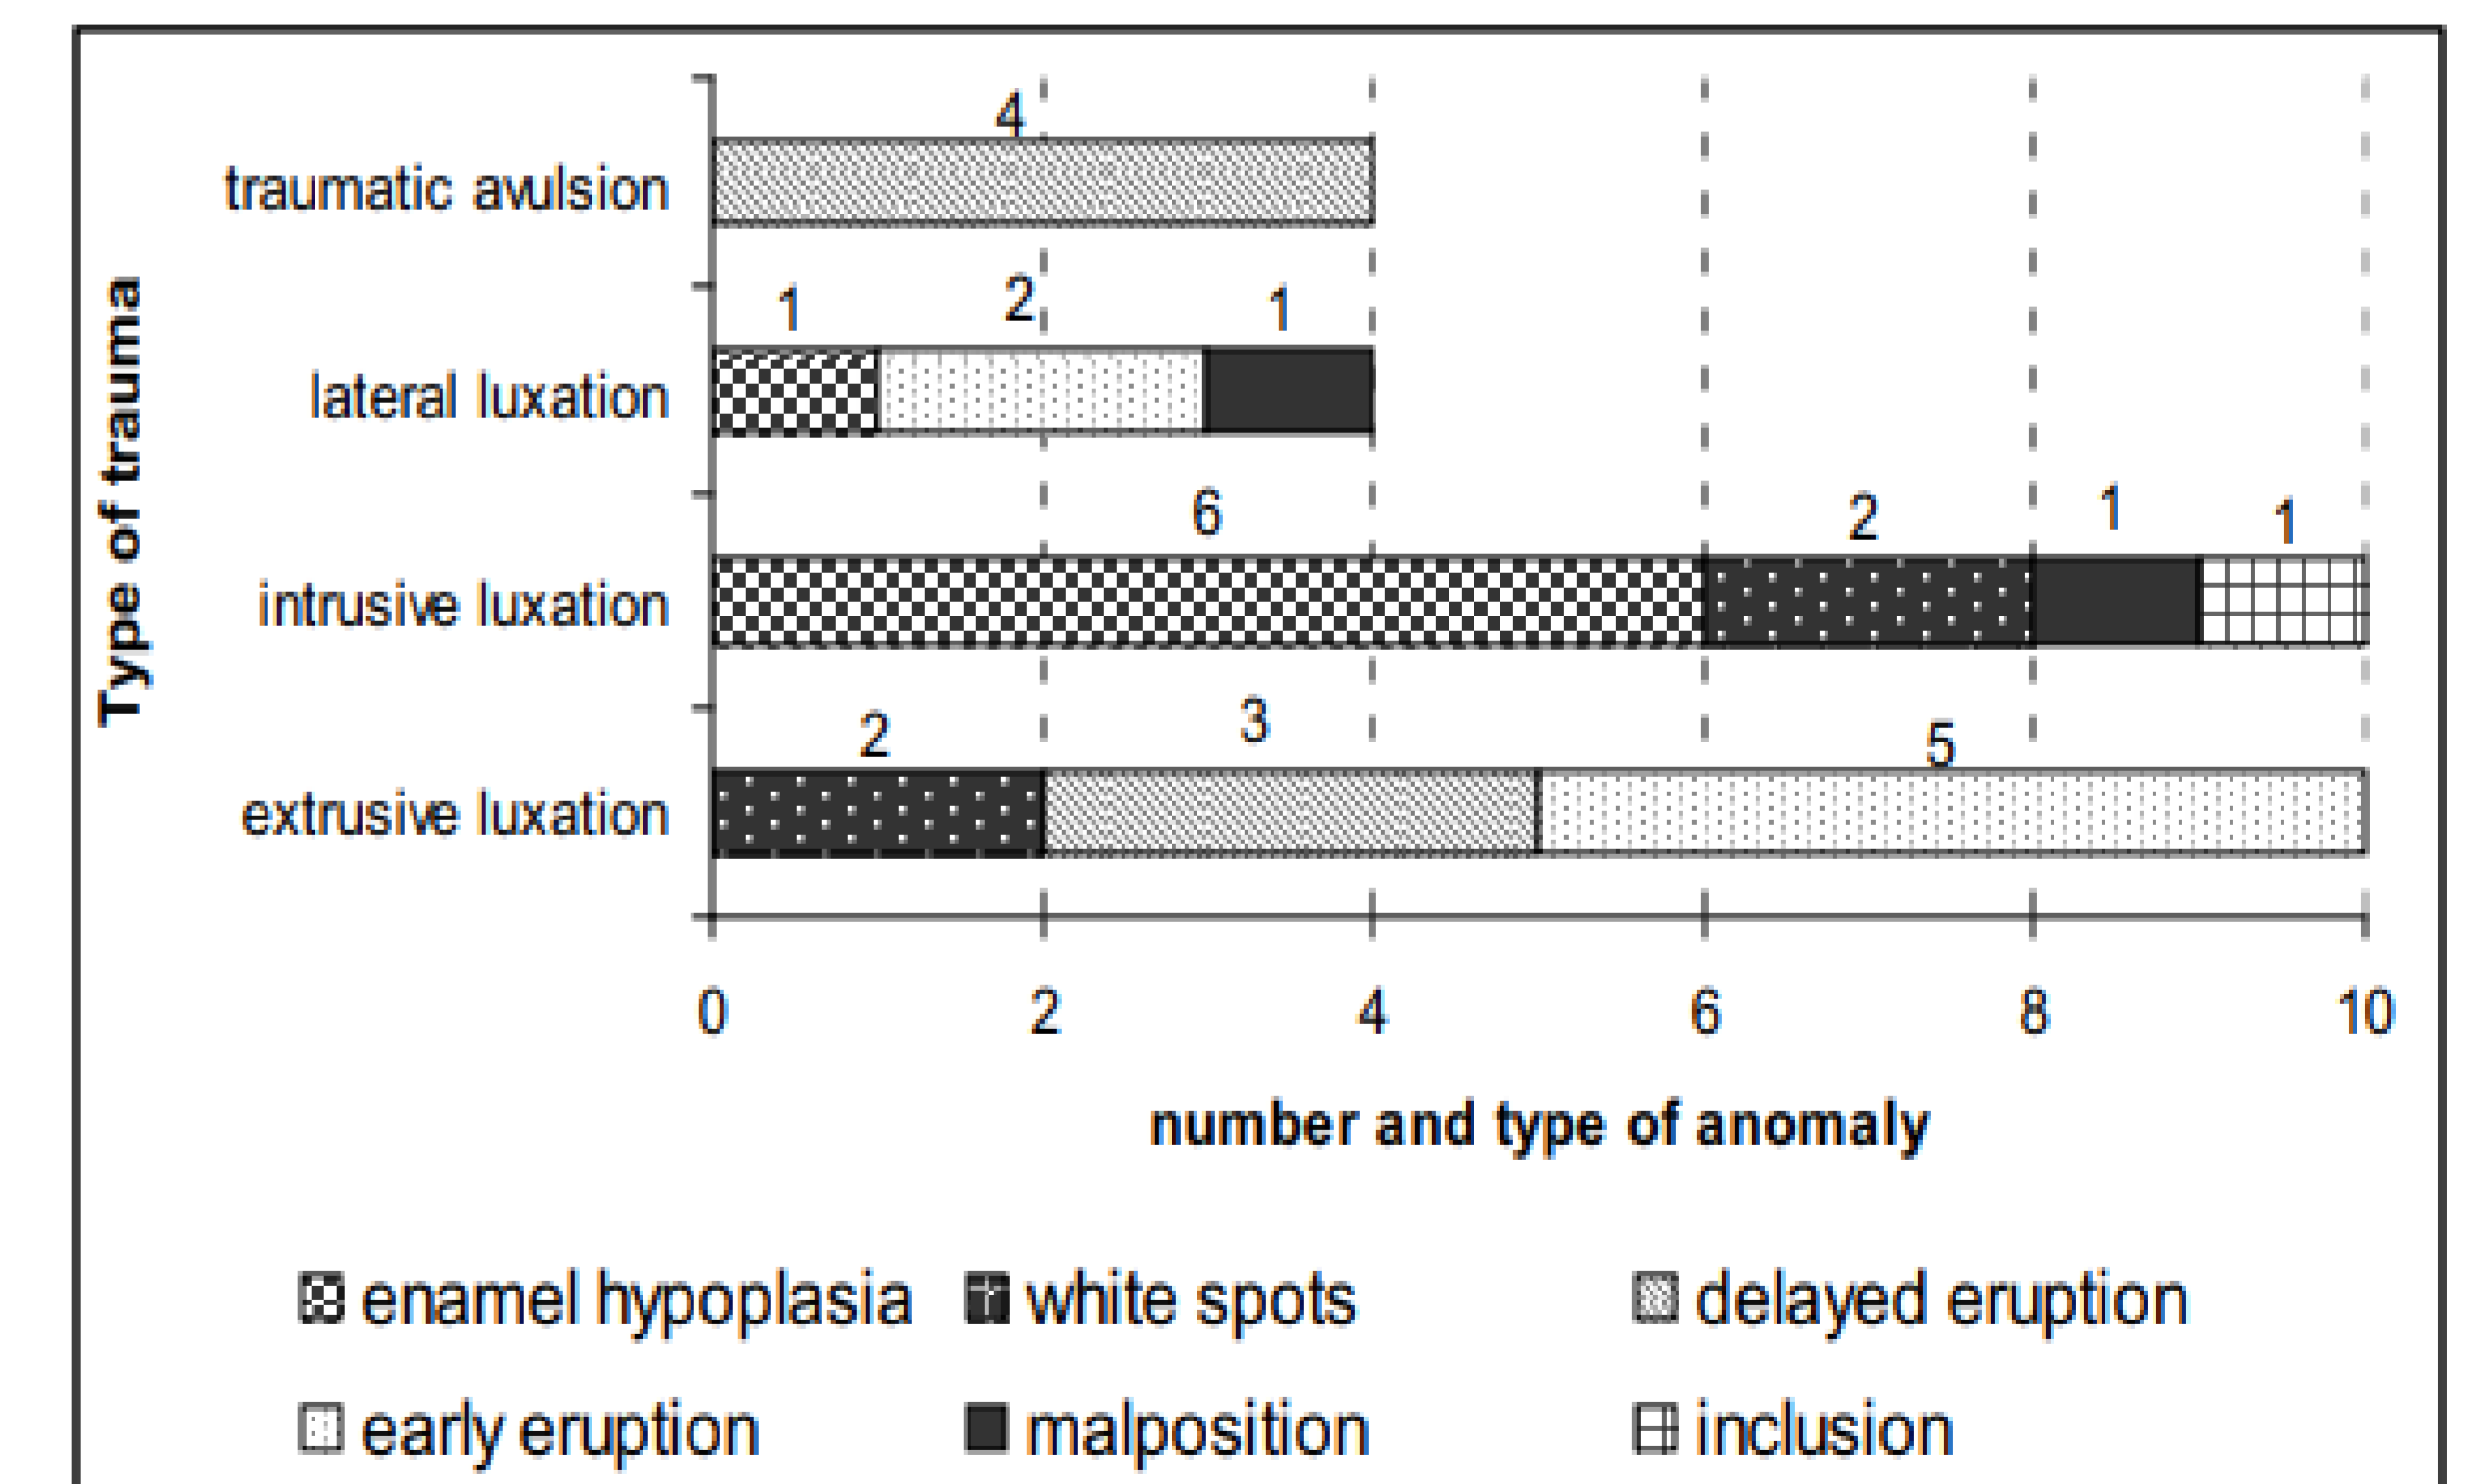 4
traumatic avulsion
1 2 1
lateral luxation
6 2 1 1
intrusive luxation
2 3 5
extrusive luxation
Type of trauma
0 2 4 6 8 10
number and type of anomaly
enamel hypoplasia white spots delayed eruption
early eruption malposition inclusion